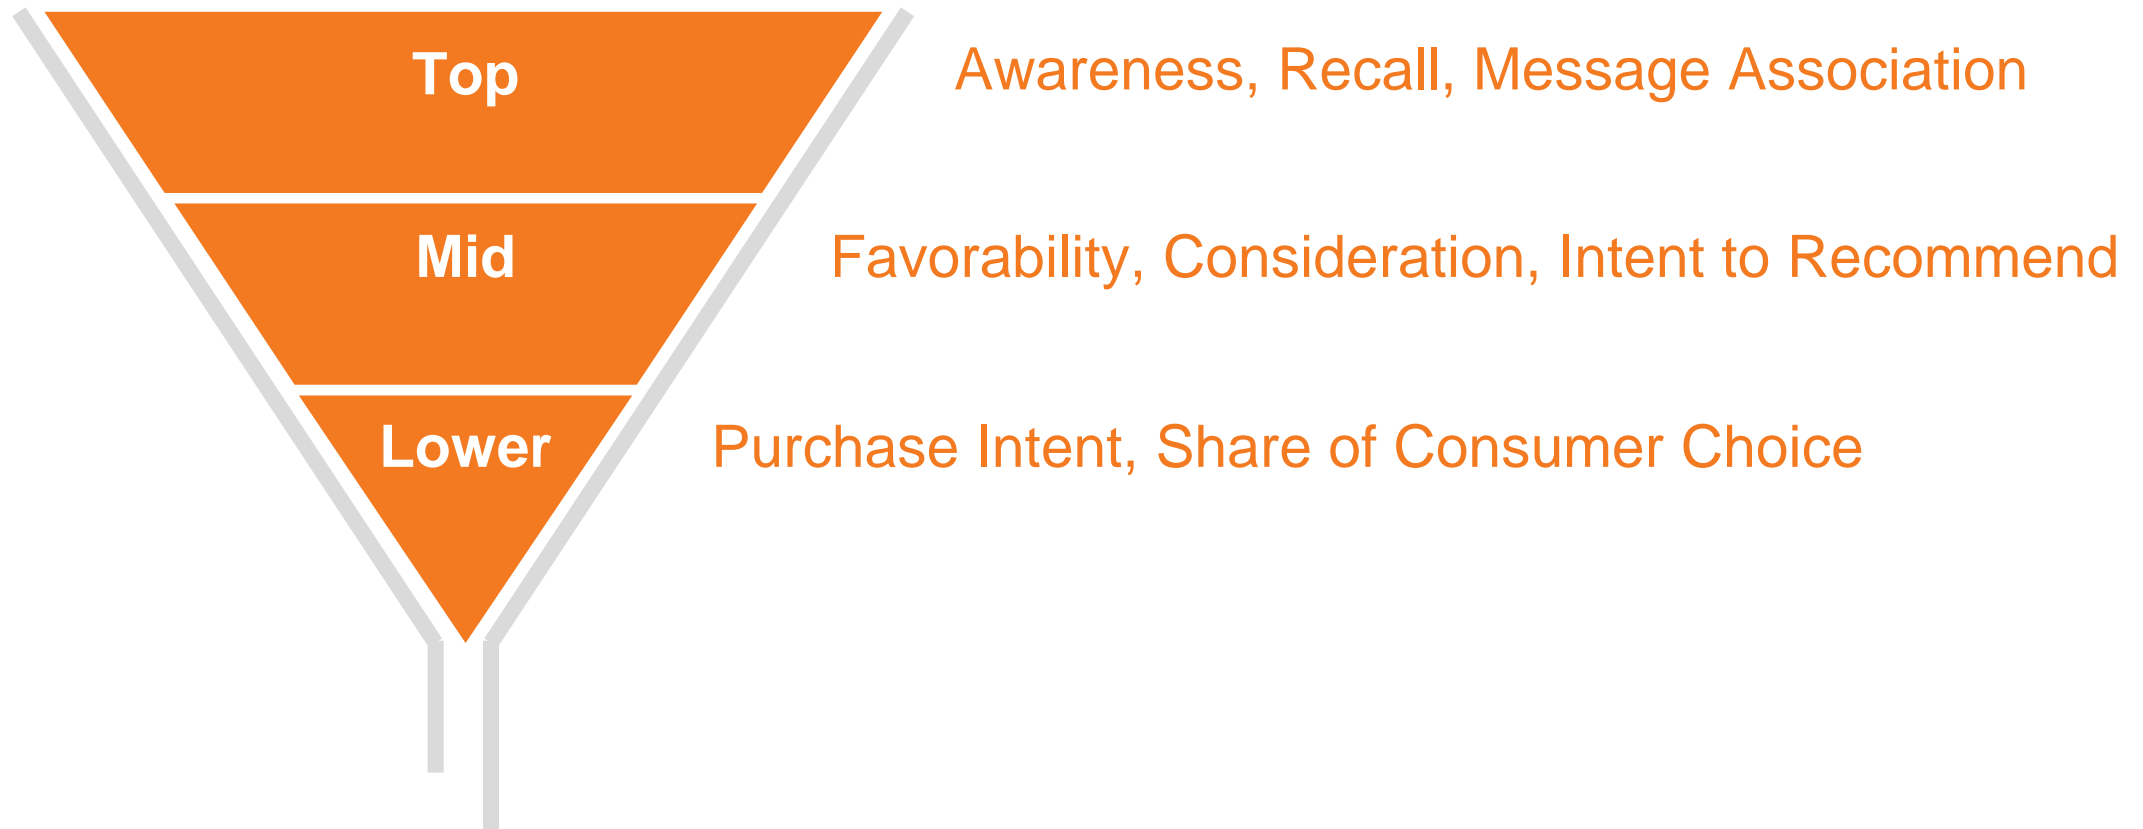 Top
Awareness, Recall, Message Association
Mid
Favorability, Consideration, Intent to Recommend
Lower
Purchase Intent, Share of Consumer Choice